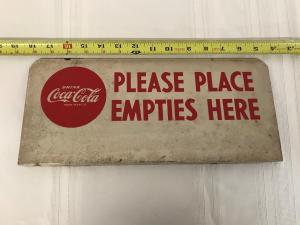 DRINK
Coca-Cola
PLEASE PLACE
EMPTIES HERE